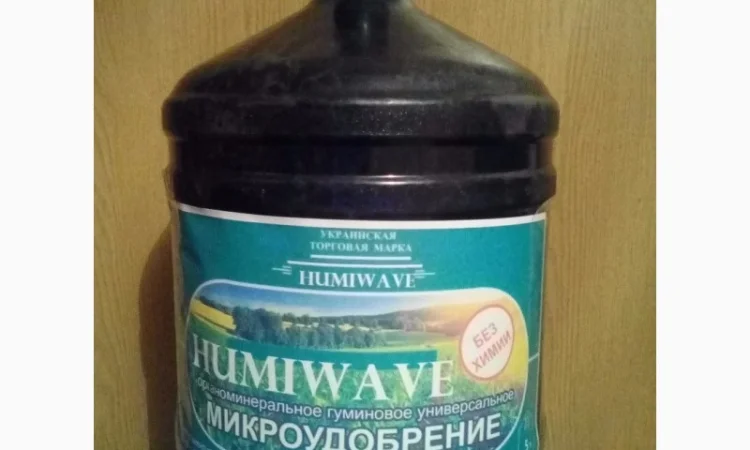 УКРАИНСКАЯ
ТОРГОВАЯ МАРКА
HUMIWAVE
БЕЗ
ХИМИИ
HUMIWAVE
органоминеральное гуминовое универсальное
МИКРОУДОБРЕНИЕ